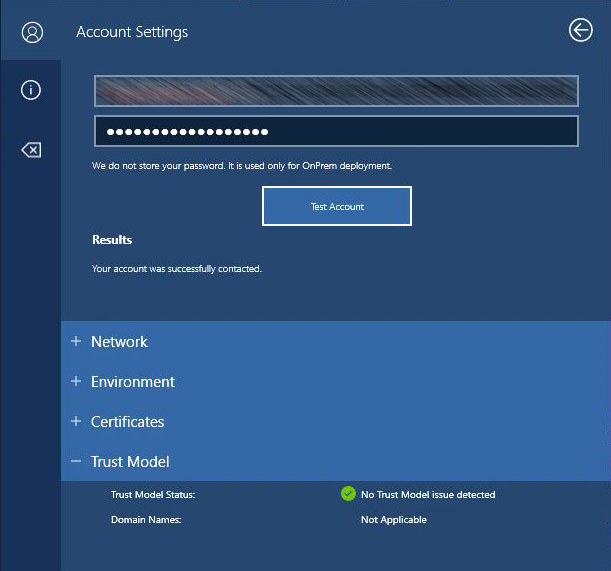 Account Settings
●●●●●●●●●●●●●●●●●●
We do not store your password. It is used only for OnPrem deployment.
Test Account
Results
Your account was successfully contacted.
+ Network
+ Environment
+ Certificates
− Trust Model
Trust Model Status: No Trust Model issue detected
Domain Names: Not Applicable